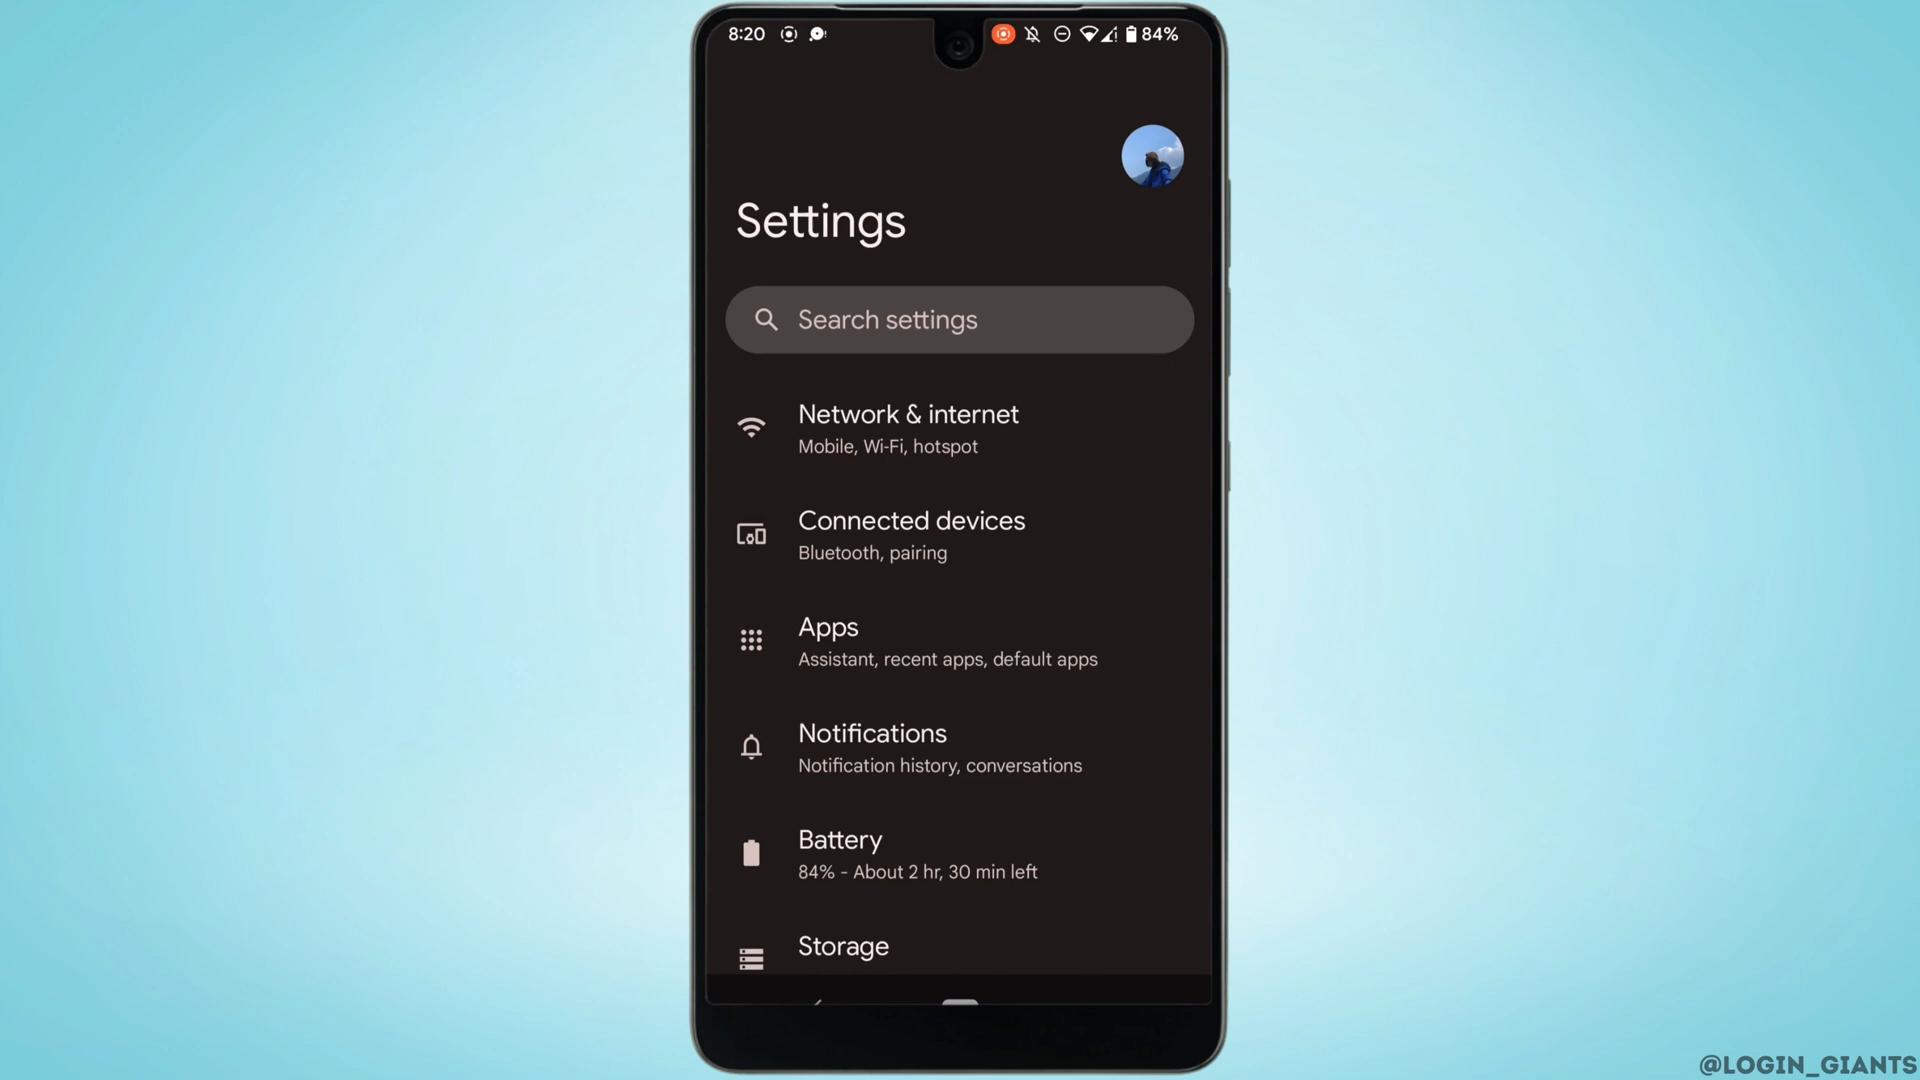 8:20
84%
Settings
Search settings
Network & internet
Mobile, Wi-Fi, hotspot
Connected devices
Bluetooth, pairing
Apps
Assistant, recent apps, default apps
Notifications
Notification history, conversations
Battery
84% - About 2 hr, 30 min left
Storage
@LOGIN_GIANTS